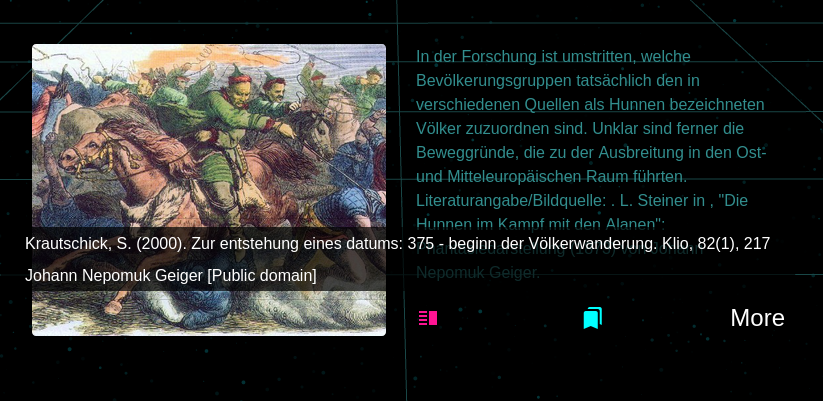 In der Forschung ist umstritten, welche
Bevölkerungsgruppen tatsächlich den in
verschiedenen Quellen als Hunnen bezeichneten
Völker zuzuordnen sind. Unklar sind ferner die
Beweggründe, die zu der Ausbreitung in den Ost-
und Mitteleuropäischen Raum führten.
Literaturangabe/Bildquelle: . L. Steiner in , "Die
Hunnen im Kampf mit den Alanen":
Nepomuk Geiger.
Krautschick, S. (2000). Zur entstehung eines datums: 375 - beginn der Völkerwanderung. Klio, 82(1), 217
Johann Nepomuk Geiger [Public domain]
More